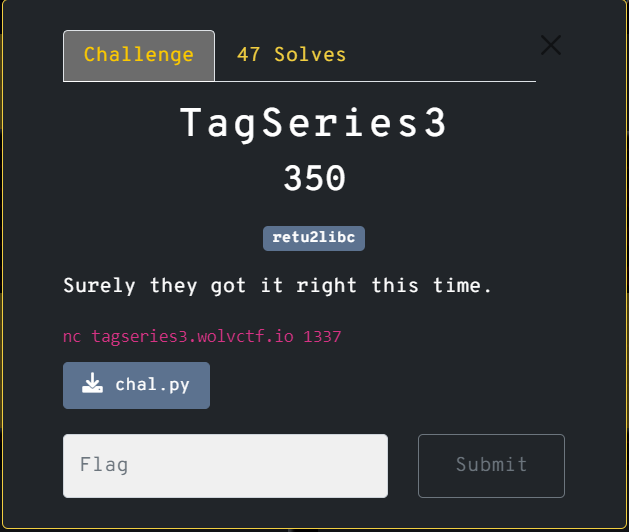 Challenge 47 Solves
TagSeries3
350
retu2libc
Surely they got it right this time.
nc tagseries3.wolvctf.io 1337
chal.py
Flag Submit